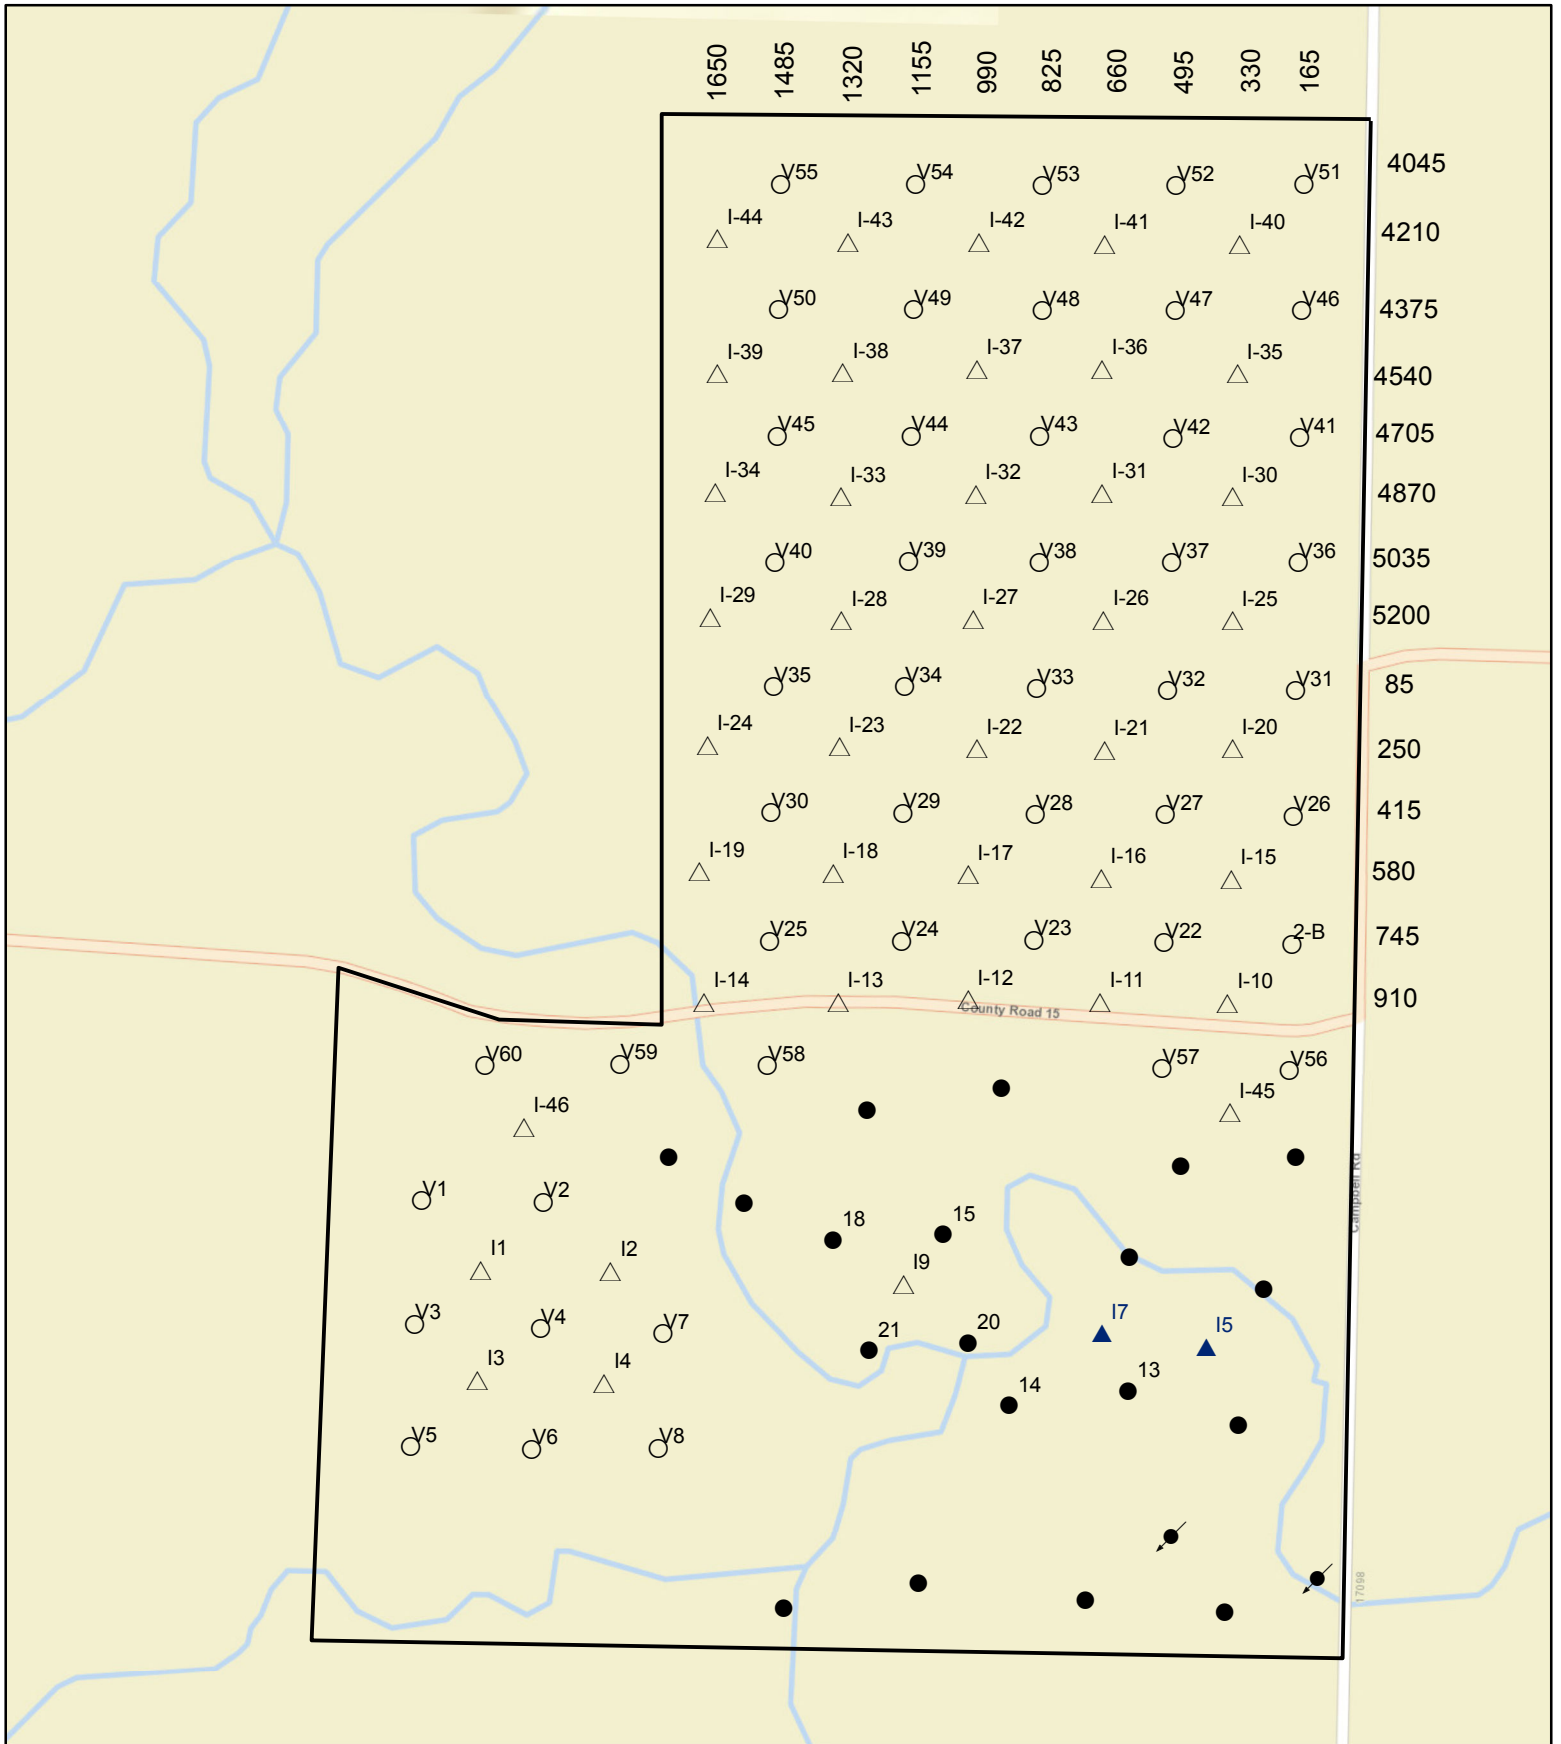 1650 1485 1320 1155 990 825 660 495 330 165
4045
V55 V54 V53 V52 V51
I-44 I-43 I-42 I-41 I-40
4210
V50 V49 V48 V47 V46
4375
I-39 I-38 I-37 I-36 I-35
4540
V45 V44 V43 V42 V41
4705
I-34 I-33 I-32 I-31 I-30
4870
V40 V39 V38 V37 V36
5035
I-29 I-28 I-27 I-26 I-25
5200
V35 V34 V33 V32 V31
85
I-24 I-23 I-22 I-21 I-20
250
V30 V29 V28 V27 V26
415
I-19 I-18 I-17 I-16 I-15
580
V25 V24 V23 V22 2-B
745
I-14 I-13 I-12 I-11 I-10
910
County Road 15
V60 V59 V58 V57 V56
I-46 I-45
Campbell Rd
V1 V2
18 15
I1 I2 I9
V3 V4 V7 21 20 I7 I5
I3 I4 14 13
V5 V6 V8
17098